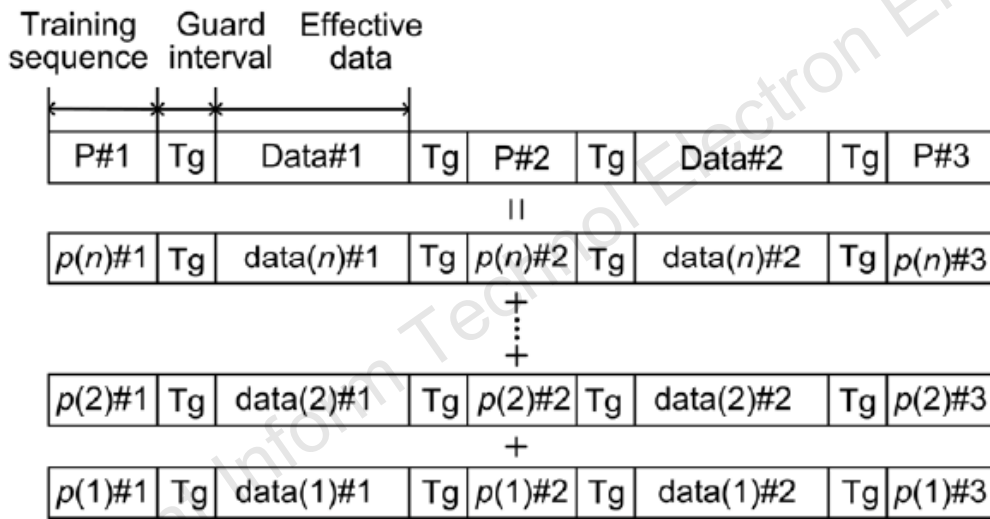 Training Guard Effective
sequence interval data
P#1 Tg Data#1 Tg P#2 Tg Data#2 Tg P#3
=
p(n)#1 Tg data(n)#1 Tg p(n)#2 Tg data(n)#2 Tg p(n)#3
+
+
p(2)#1 Tg data(2)#1 Tg p(2)#2 Tg data(2)#2 Tg p(2)#3
+
p(1)#1 Tg data(1)#1 Tg p(1)#2 Tg data(1)#2 Tg p(1)#3
Inform Technol Electron